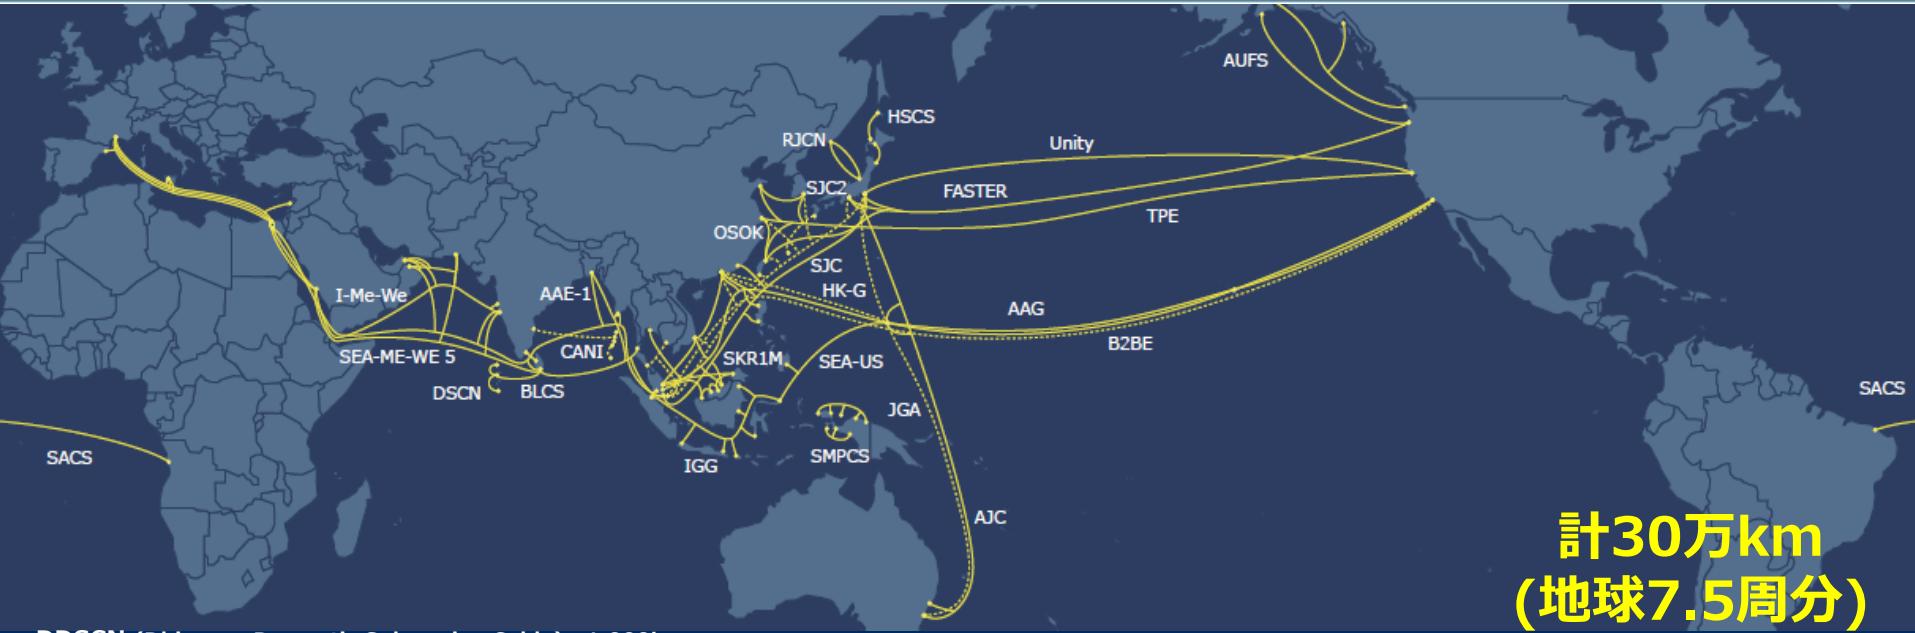 AUFS
HSCS
RJCN
Unity
SJC2
FASTER
TPE
OSOK
SJC
HK-G
I-Me-We
AAE-1
AAG
B2BE
SEA-ME-WE 5
CANI
SKR1M
SEA-US
DSCN
BLCS
SACS
JGA
SACS
SMPCS
IGG
AJC
計30万km
(地球7.5周分)